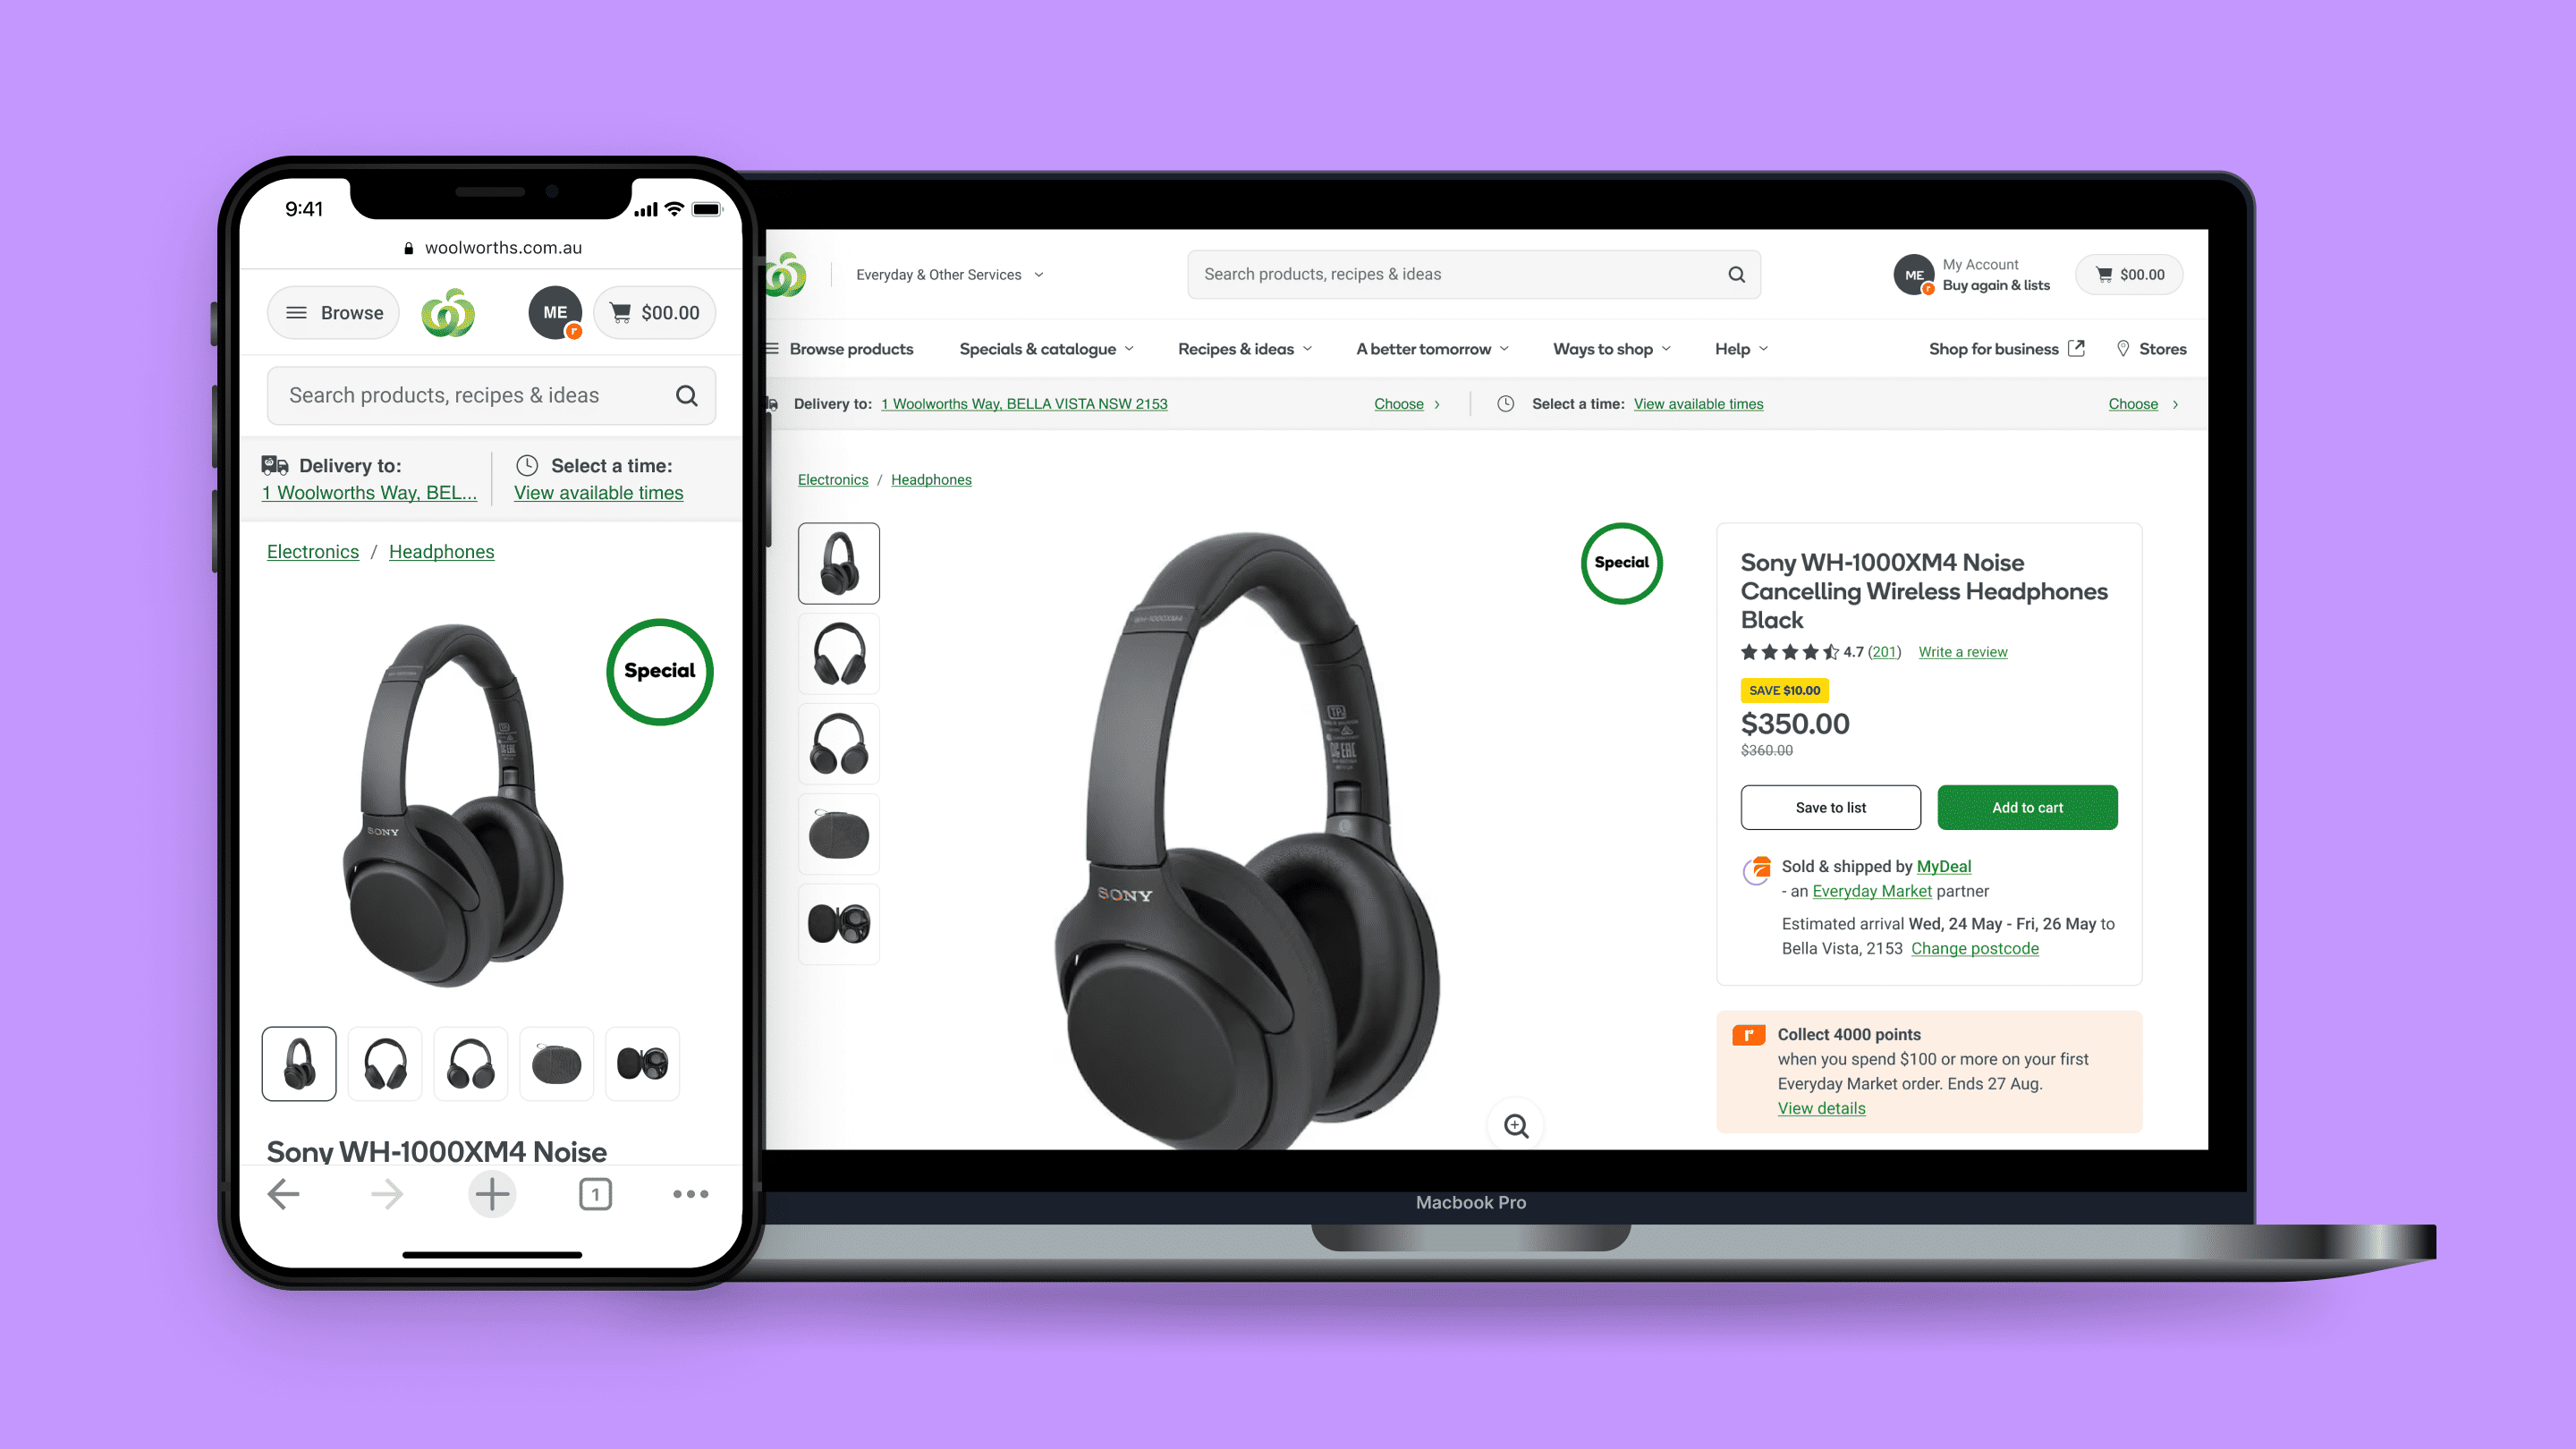 9:41
woolworths.com.au
Browse
ME
r
$00.00
Search products, recipes & ideas
Delivery to:
1 Woolworths Way, BEL...
Select a time:
View available times
Electronics / Headphones
Special
SONY
Sony WH-1000XM4 Noise
1
Everyday & Other Services
Search products, recipes & ideas
ME
r
My Account
Buy again & lists
$00.00
Browse products
Specials & catalogue
Recipes & ideas
A better tomorrow
Ways to shop
Help
Shop for business
Stores
Delivery to: 1 Woolworths Way, BELLA VISTA NSW 2153
Choose
Select a time: View available times
Choose
Electronics / Headphones
Special
SONY
Sony WH-1000XM4 Noise
Cancelling Wireless Headphones
Black
4.7 (201) Write a review
SAVE $10.00
$350.00
$360.00
Save to list
Add to cart
Sold & shipped by MyDeal
- an Everyday Market partner
Estimated arrival Wed, 24 May - Fri, 26 May to
Bella Vista, 2153 Change postcode
r
Collect 4000 points
when you spend $100 or more on your first
Everyday Market order. Ends 27 Aug.
View details
Macbook Pro